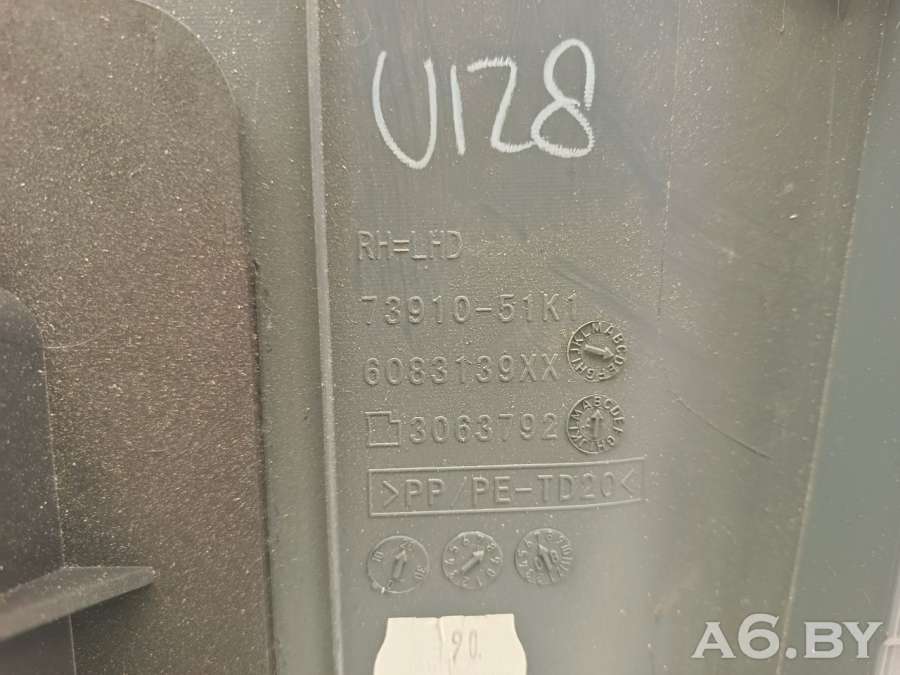 U128
RH=LHD
73910-51K1
6083139XX
3063792
>PP/PE-TD20<
90.
A6.BY